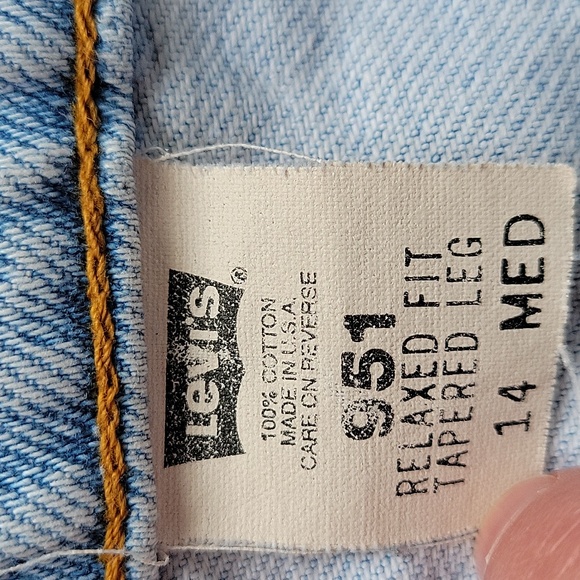 Levi's ®
100% COTTON
MADE IN U.S.A.
CARE ON REVERSE
951
RELAXED FIT
TAPERED LEG
14 MED